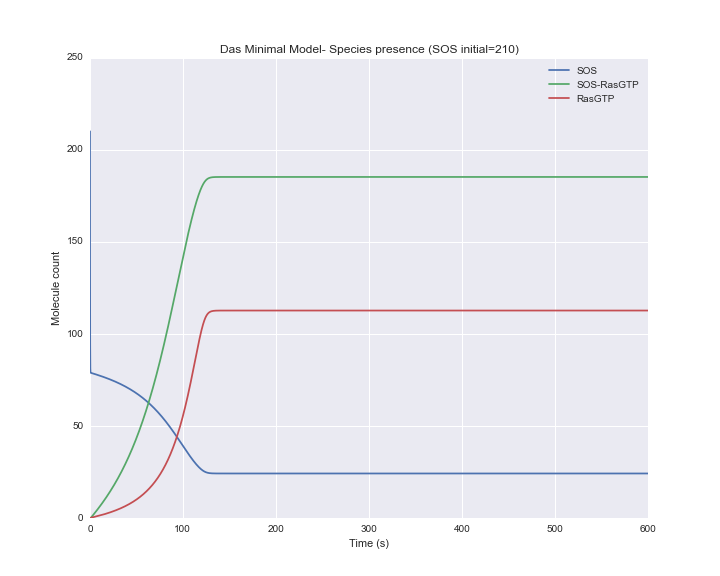 Das Minimal Model- Species presence (SOS initial=210)
250
200
150
100
50
0
Molecule count
SOS
SOS-RasGTP
RasGTP
0 100 200 300 400 500 600
Time (s)